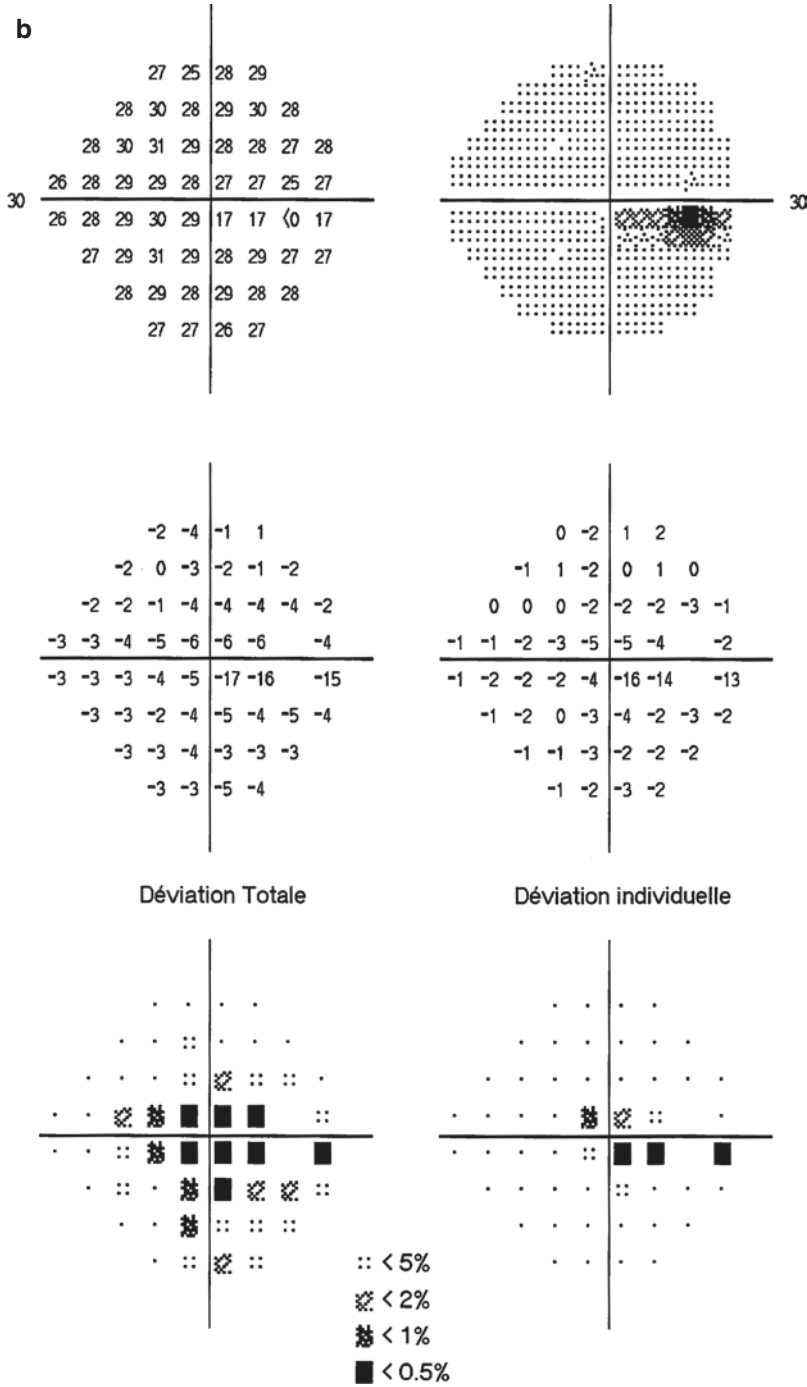 b
27 25 28 29
28 30 28 29 30 28
28 30 31 29 28 28 27 28
26 28 29 29 28 27 27 25 27
30 30
26 28 29 30 29 17 17 <0 17
27 29 31 29 28 29 27 27
28 29 28 29 28 28
27 27 26 27
-2 -4 -1 1
0 -2 1 2
-2 0 -3 -2 -1 -2
-1 1 -2 0 1 0
-2 -2 -1 -4 -4 -4 -4 -2
0 0 0 -2 -2 -2 -3 -1
-3 -3 -4 -5 -6 -6 -6 -4
-1 -1 -2 -3 -5 -5 -4 -2
-3 -3 -3 -4 -5 -17 -16 -15
-1 -2 -2 -2 -4 -16 -14 -13
-3 -3 -2 -4 -5 -4 -5 -4
-1 -2 0 -3 -4 -2 -3 -2
-3 -3 -4 -3 -3 -3
-1 -1 -3 -2 -2 -2
-3 -3 -5 -4
-1 -2 -3 -2
Déviation Totale
Déviation individuelle
< 5%
< 2%
< 1%
< 0.5%